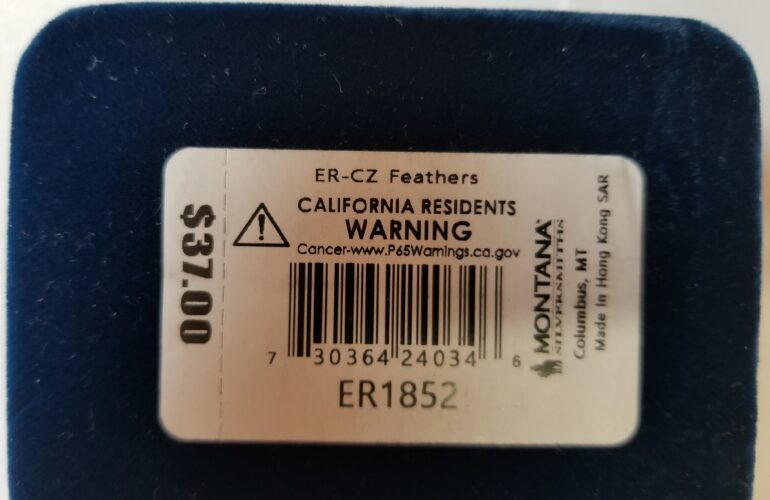 $37.00
ER-CZ Feathers
CALIFORNIA RESIDENTS
WARNING
Cancer-www.P65Warnings.ca.gov
7 30364 24034 6
ER1852
MONTANA
SILVERSMITHS
Columbus, MT
Made In Hong Kong SAR